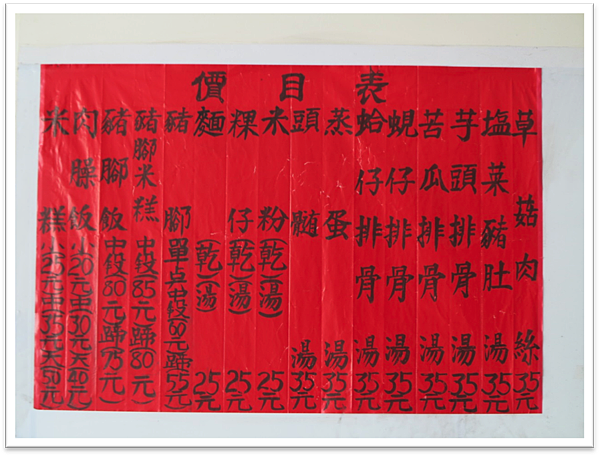 價目表
米糕(小25元中35元大50元)
肉臊飯(小20元中30元大40元)
豬腳飯(中段80元蹄75元)
豬腳米糕(中段85元蹄80元)
豬腳(單点中段60元蹄55元)
麵(乾)(湯)25元
粿仔(乾)(湯)25元
米粉(乾)(湯)25元
頭髓湯35元
蒸蛋湯35元
蛤仔排骨湯35元
蜆仔排骨湯35元
苦瓜排骨湯35元
芋頭排骨湯35元
塩菜豬肚湯35元
草菇肉絲35元